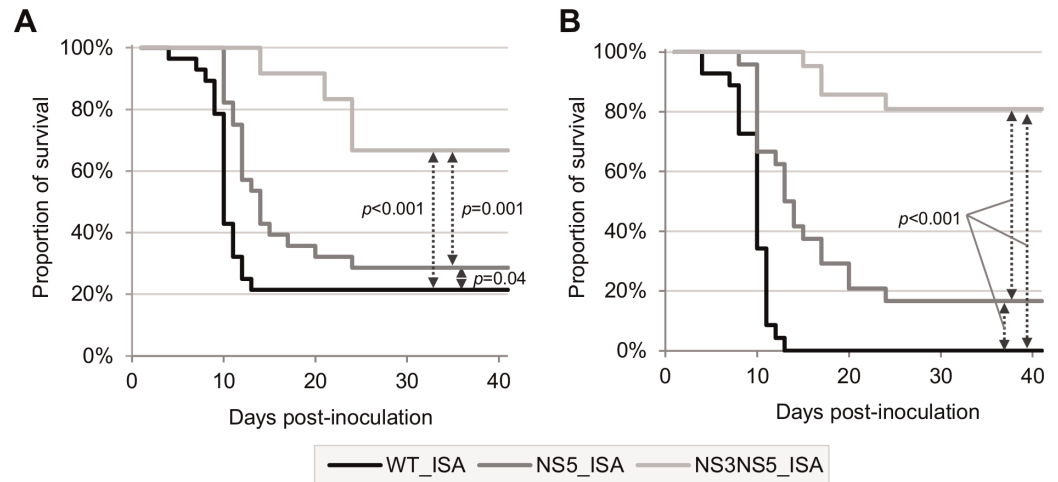 A
B
Proportion of survival
100%
80%
60%
40%
20%
0%
p<0.001
p=0.001
p=0.04
0
10
20
30
40
Days post-inoculation
Proportion of survival
100%
80%
60%
40%
20%
0%
p<0.001
0
10
20
30
40
Days post-inoculation
WT_ISA
NS5_ISA
NS3NS5_ISA